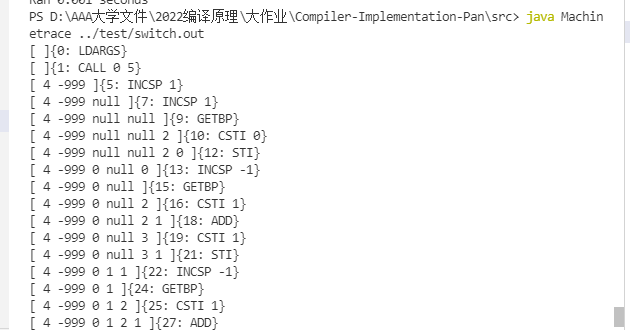 Ran 0.001 seconds
PS D:\AAA大学文件\2022编译原理\大作业\Compiler-Implementation-Pan\src> java Machin
etrace ../test/switch.out
[ ]{0: LDARGS}
[ ]{1: CALL 0 5}
[ 4 -999 ]{5: INCSP 1}
[ 4 -999 null ]{7: INCSP 1}
[ 4 -999 null null ]{9: GETBP}
[ 4 -999 null null 2 ]{10: CSTI 0}
[ 4 -999 null null 2 0 ]{12: STI}
[ 4 -999 0 null 0 ]{13: INCSP -1}
[ 4 -999 0 null ]{15: GETBP}
[ 4 -999 0 null 2 ]{16: CSTI 1}
[ 4 -999 0 null 2 1 ]{18: ADD}
[ 4 -999 0 null 3 ]{19: CSTI 1}
[ 4 -999 0 null 3 1 ]{21: STI}
[ 4 -999 0 1 1 ]{22: INCSP -1}
[ 4 -999 0 1 ]{24: GETBP}
[ 4 -999 0 1 2 ]{25: CSTI 1}
[ 4 -999 0 1 2 1 ]{27: ADD}